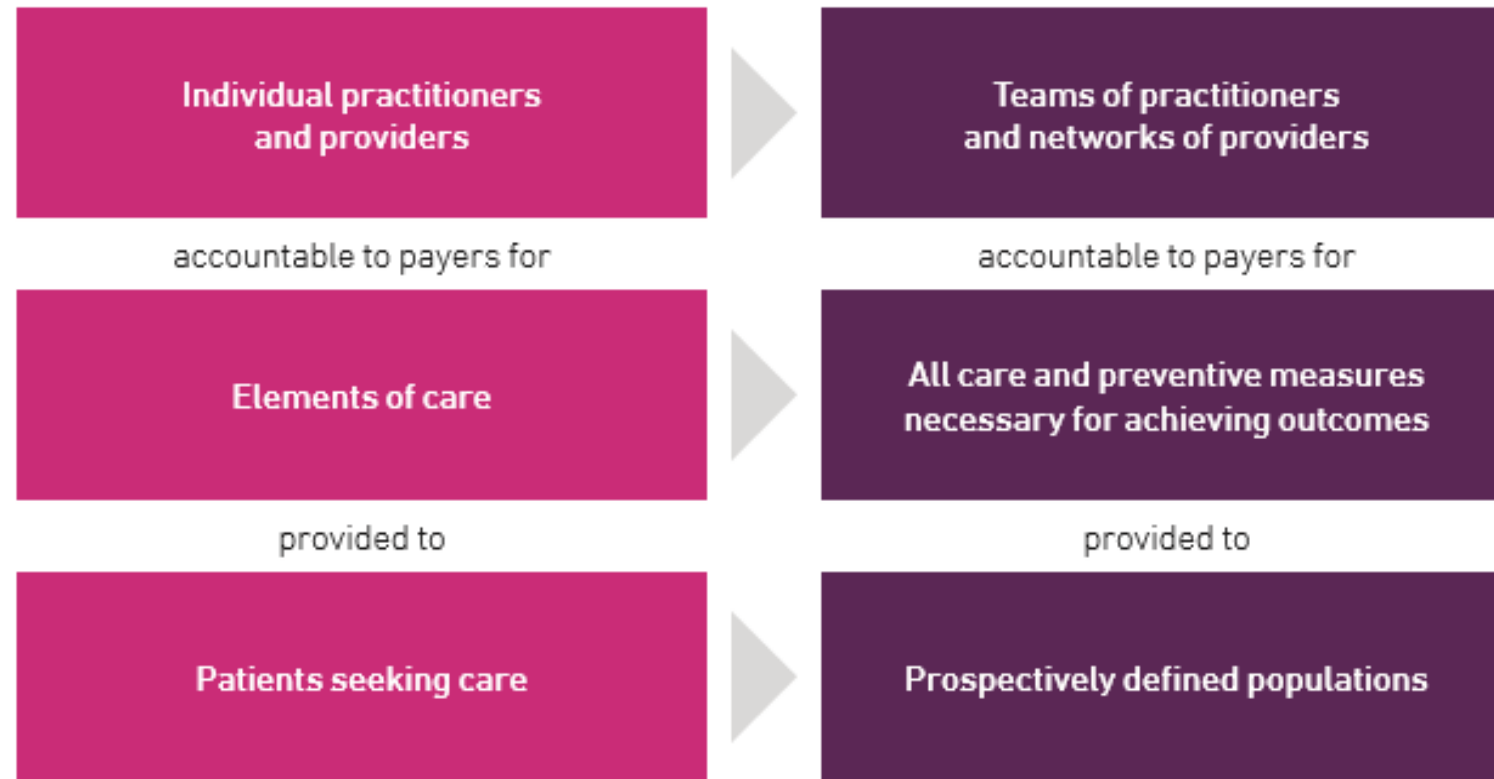 Individual practitioners
and providers
Teams of practitioners
and networks of providers
accountable to payers for
accountable to payers for
Elements of care
All care and preventive measures
necessary for achieving outcomes
provided to
provided to
Patients seeking care
Prospectively defined populations